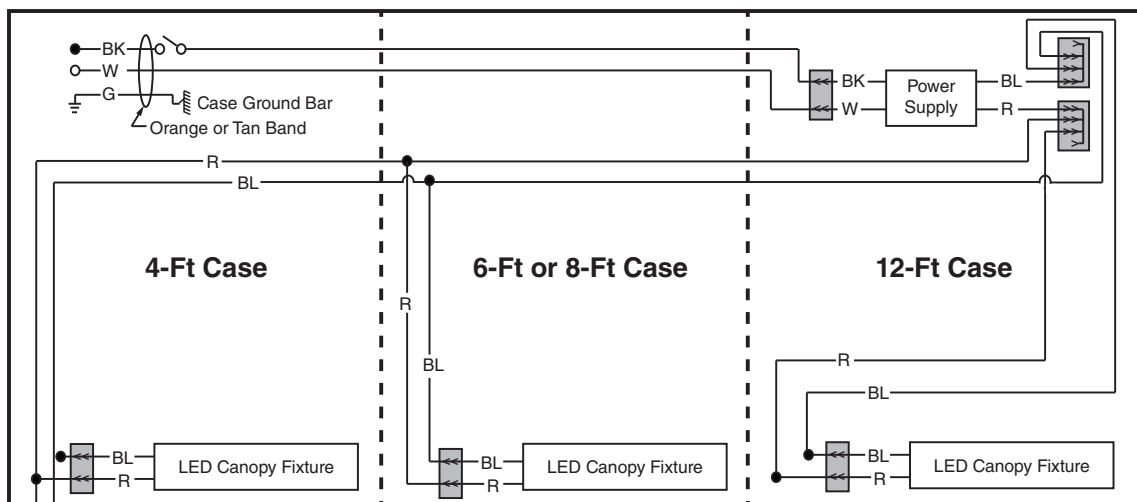 BK
W
G
Case Ground Bar
Orange or Tan Band
BK
W
Power
Supply
BL
R
R
BL
4-Ft Case
6-Ft or 8-Ft Case
12-Ft Case
R
BL
R
BL
BL
R
LED Canopy Fixture
BL
R
LED Canopy Fixture
BL
R
LED Canopy Fixture